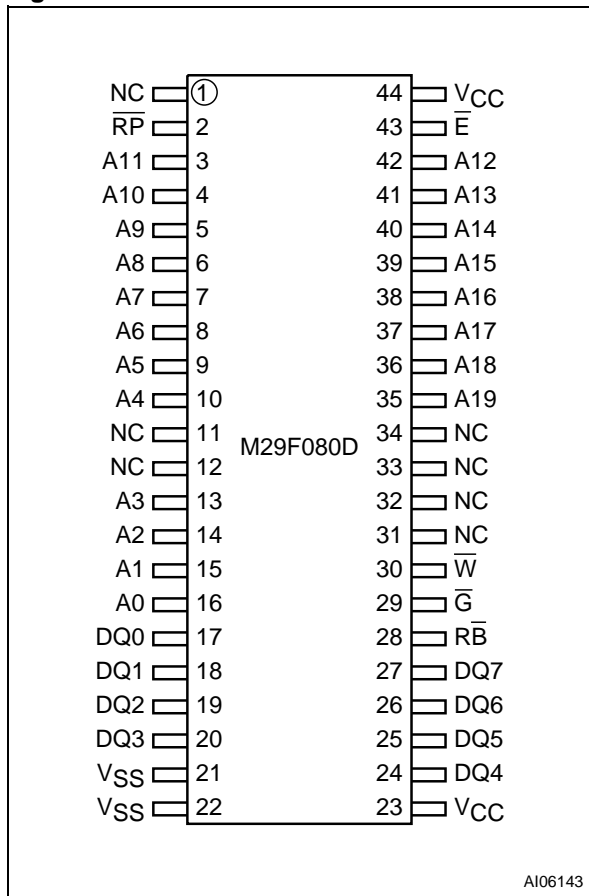 NC 1 44 VCC
R̅P̅ 2 43 E̅
A11 3 42 A12
A10 4 41 A13
A9 5 40 A14
A8 6 39 A15
A7 7 38 A16
A6 8 37 A17
A5 9 36 A18
A4 10 35 A19
NC 11 34 NC
M29F080D
NC 12 33 NC
A3 13 32 NC
A2 14 31 NC
A1 15 30 W̅
A0 16 29 G̅
DQ0 17 28 RB̅
DQ1 18 27 DQ7
DQ2 19 26 DQ6
DQ3 20 25 DQ5
VSS 21 24 DQ4
VSS 22 23 VCC
AI06143